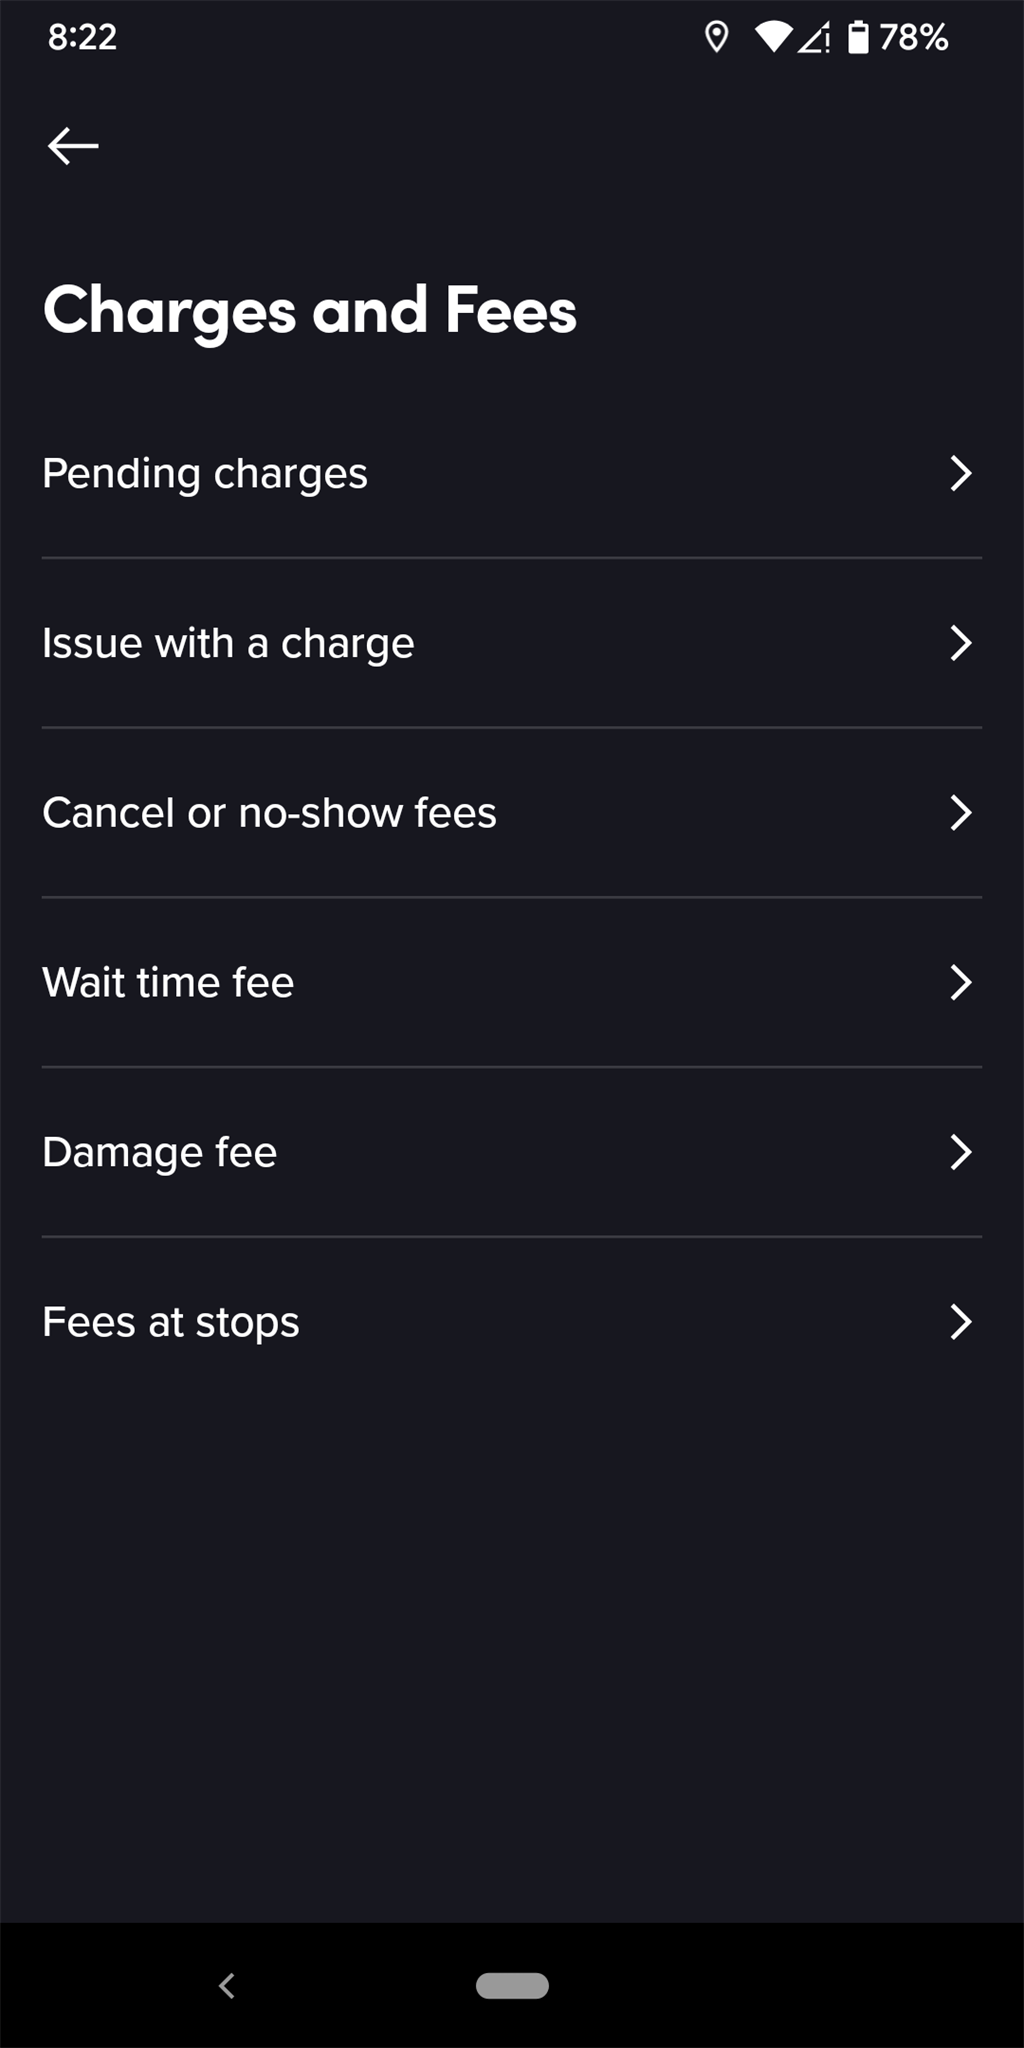 8:22 78%
Charges and Fees
Pending charges
Issue with a charge
Cancel or no-show fees
Wait time fee
Damage fee
Fees at stops